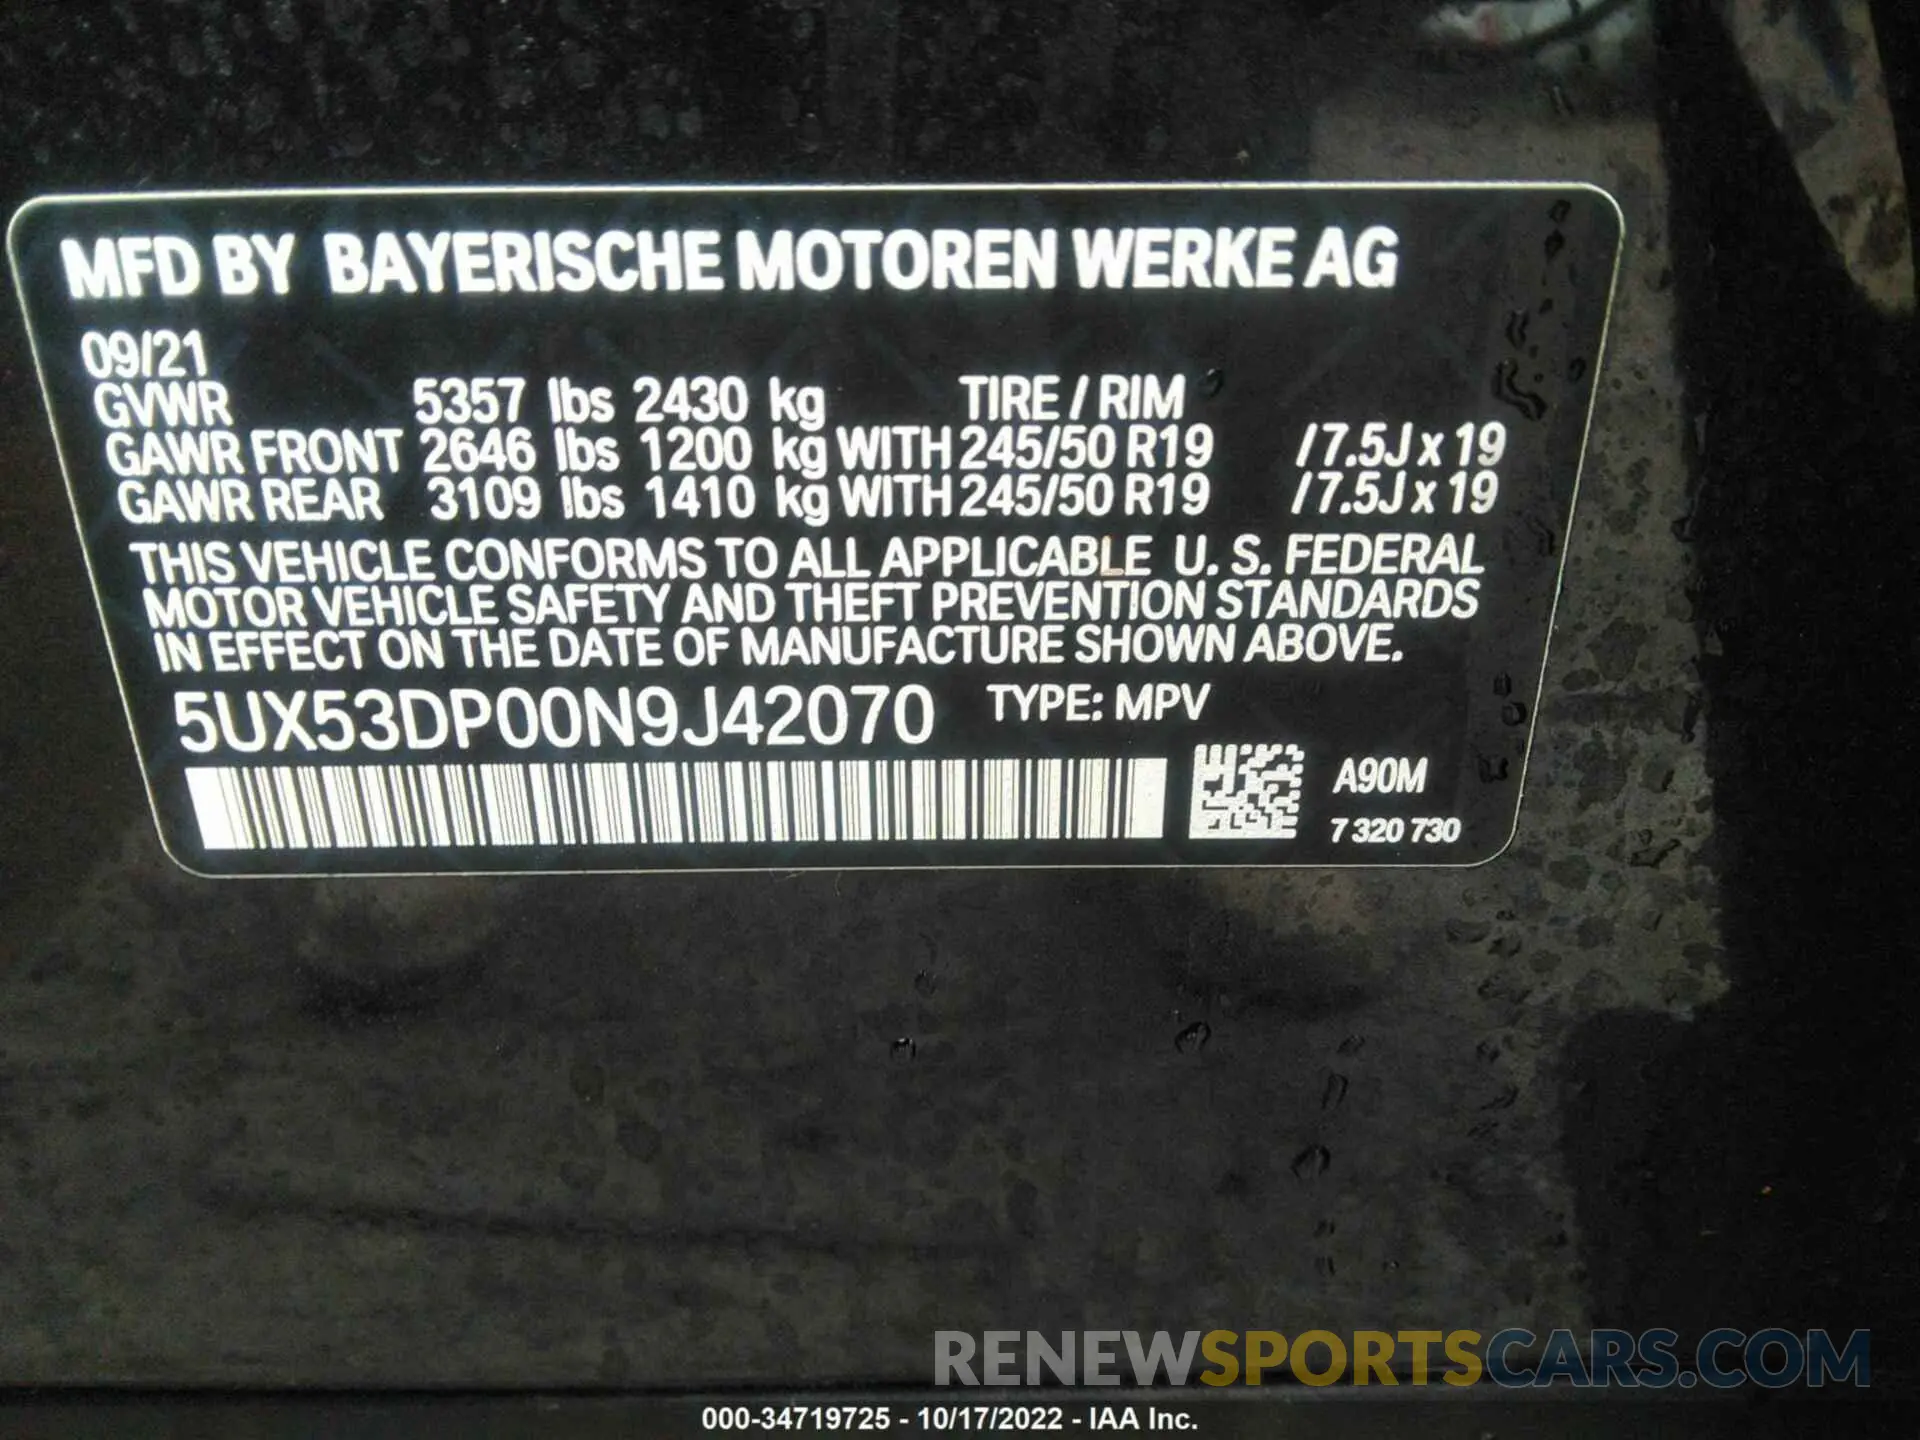 MFD BY BAYERISCHE MOTOREN WERKE AG
09/21
GVWR 5357 lbs 2430 kg TIRE / RIM
GAWR FRONT 2646 lbs 1200 kg WITH 245/50 R19 /7.5J x 19
GAWR REAR 3109 lbs 1410 kg WITH 245/50 R19 /7.5J x 19
THIS VEHICLE CONFORMS TO ALL APPLICABLE U. S. FEDERAL
MOTOR VEHICLE SAFETY AND THEFT PREVENTION STANDARDS
IN EFFECT ON THE DATE OF MANUFACTURE SHOWN ABOVE.
5UX53DP00N9J42070 TYPE: MPV
A90M
7 320 730
RENEWSPORTSCARS.COM
000-34719725 - 10/17/2022 - IAA Inc.